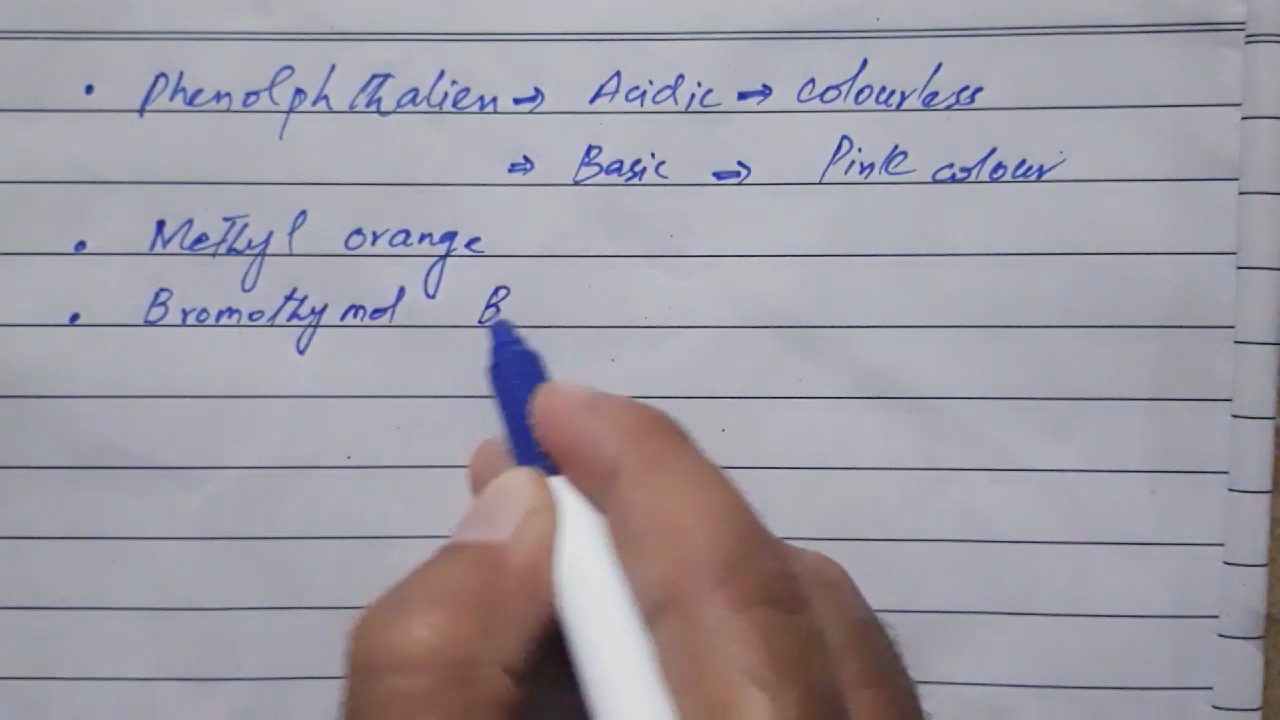 • Phenolphthalien → Acidic → colourless
⇒ Basic ⇒ Pink colour
• Methyl orange
• Bromothymol B